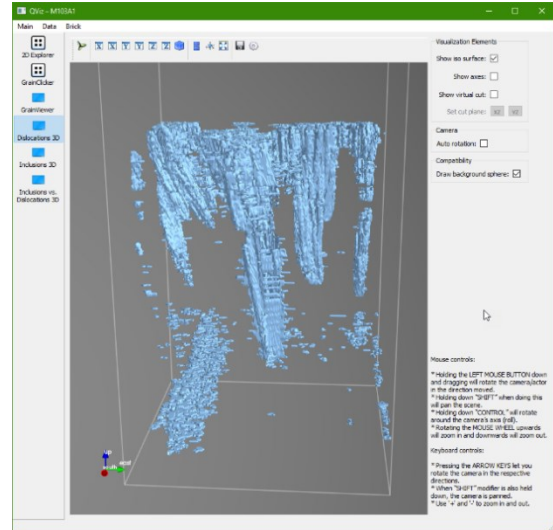 QVis - M103A1
Main Data Brick
2D Explorer
GrainClicker
GrainViewer
Dislocations 3D
Inclusions 3D
Inclusions vs.
Dislocations 3D
Visualization Elements
Show iso surface:
Show axes:
Show virtual cut:
Set cut plane:
Camera
Auto rotation:
Compatibility
Draw background sphere:
Mouse controls:
* Holding the LEFT MOUSE BUTTON down
and dragging will rotate the camera/actor
in the direction moved.
* Holding down "SHIFT" when doing this
will pan the scene.
* Holding down "CONTROL" will rotate
around the camera's axis (roll).
* Rotating the MOUSE WHEEL upwards
will zoom in and downwards will zoom out.
Keyboard controls:
* Pressing the ARROW KEYS let you
rotate the camera in the respective
directions.
* When "SHIFT" modifier is also held
down, the camera is panned.
* Use '+' and '-' to zoom in and out.
up